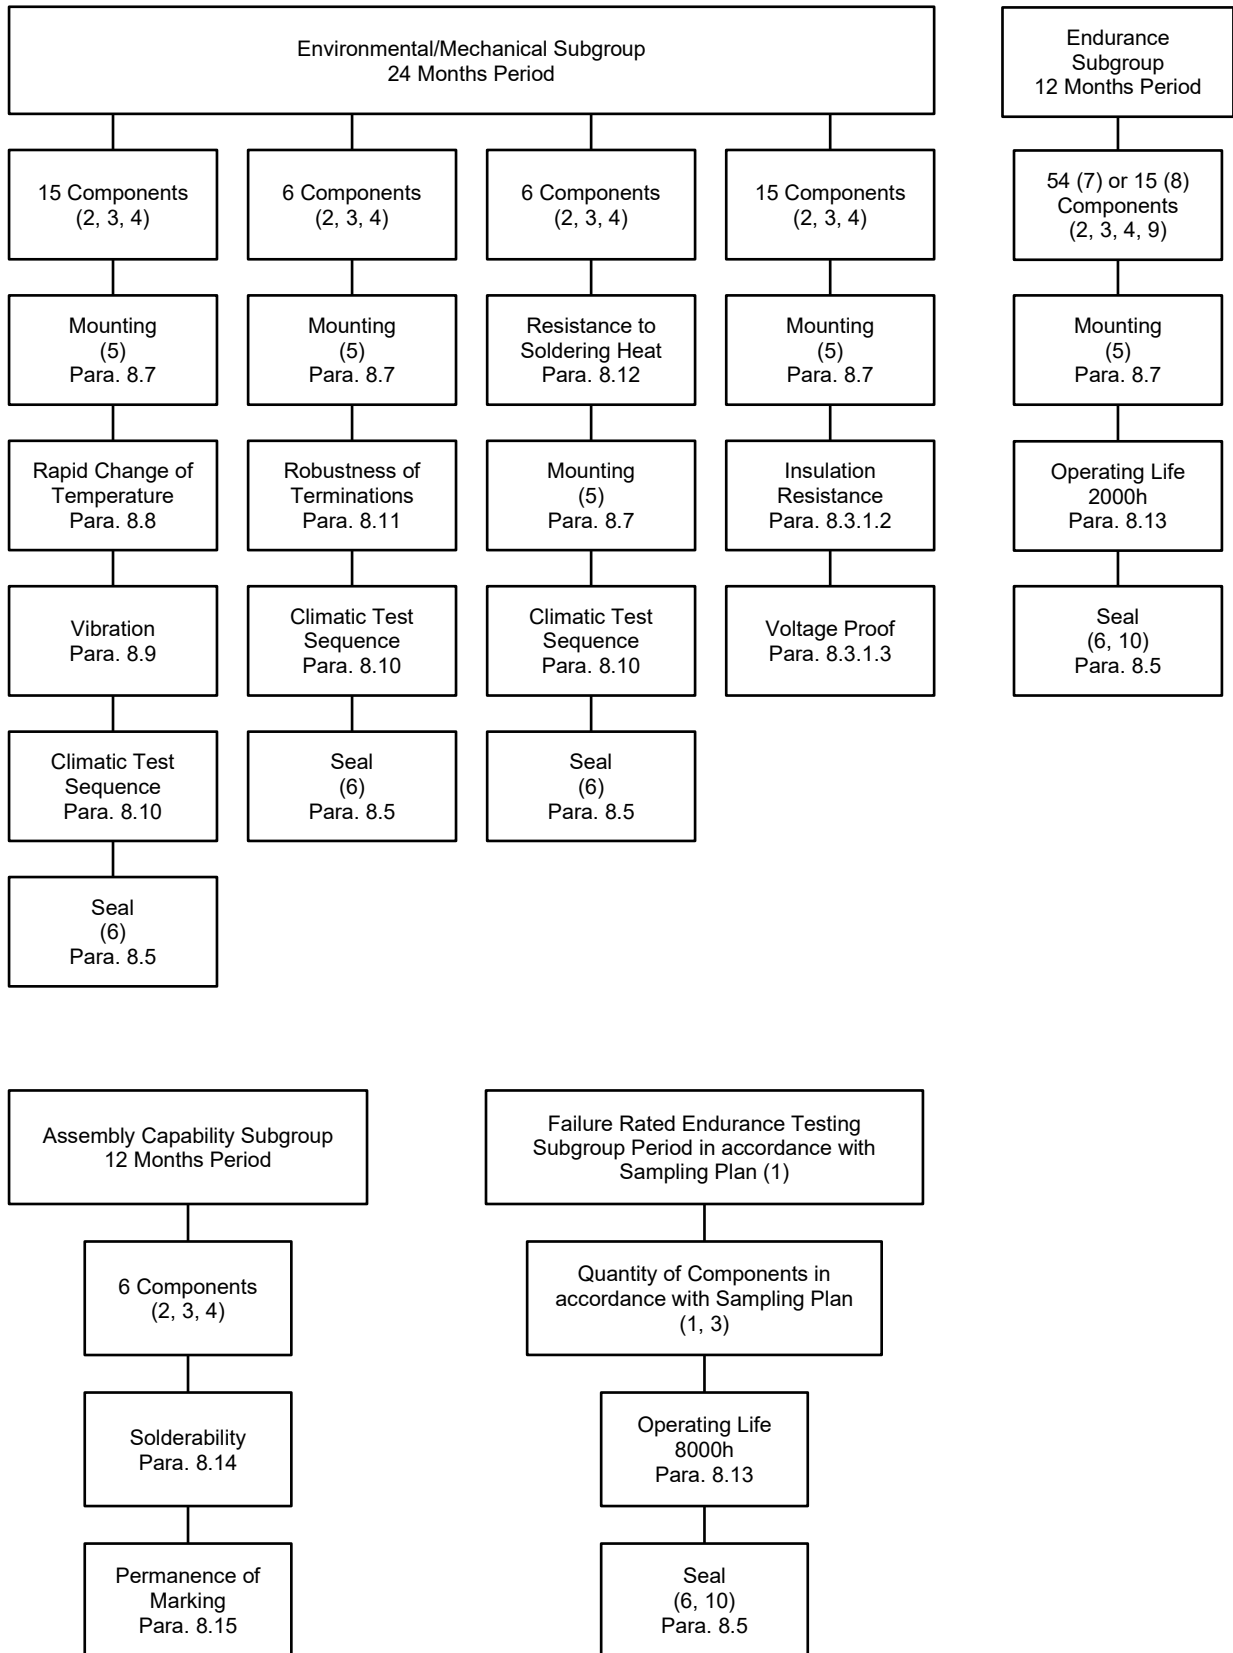 Environmental/Mechanical Subgroup
24 Months Period
15 Components
(2, 3, 4)
Mounting
(5)
Para. 8.7
Rapid Change of
Temperature
Para. 8.8
Vibration
Para. 8.9
Climatic Test
Sequence
Para. 8.10
Seal
(6)
Para. 8.5
6 Components
(2, 3, 4)
Mounting
(5)
Para. 8.7
Robustness of
Terminations
Para. 8.11
Climatic Test
Sequence
Para. 8.10
Seal
(6)
Para. 8.5
6 Components
(2, 3, 4)
Resistance to
Soldering Heat
Para. 8.12
Mounting
(5)
Para. 8.7
Climatic Test
Sequence
Para. 8.10
Seal
(6)
Para. 8.5
15 Components
(2, 3, 4)
Mounting
(5)
Para. 8.7
Insulation
Resistance
Para. 8.3.1.2
Voltage Proof
Para. 8.3.1.3
Endurance
Subgroup
12 Months Period
54 (7) or 15 (8)
Components
(2, 3, 4, 9)
Mounting
(5)
Para. 8.7
Operating Life
2000h
Para. 8.13
Seal
(6, 10)
Para. 8.5
Assembly Capability Subgroup
12 Months Period
6 Components
(2, 3, 4)
Solderability
Para. 8.14
Permanence of
Marking
Para. 8.15
Failure Rated Endurance Testing
Subgroup Period in accordance with
Sampling Plan (1)
Quantity of Components in
accordance with Sampling Plan
(1, 3)
Operating Life
8000h
Para. 8.13
Seal
(6, 10)
Para. 8.5